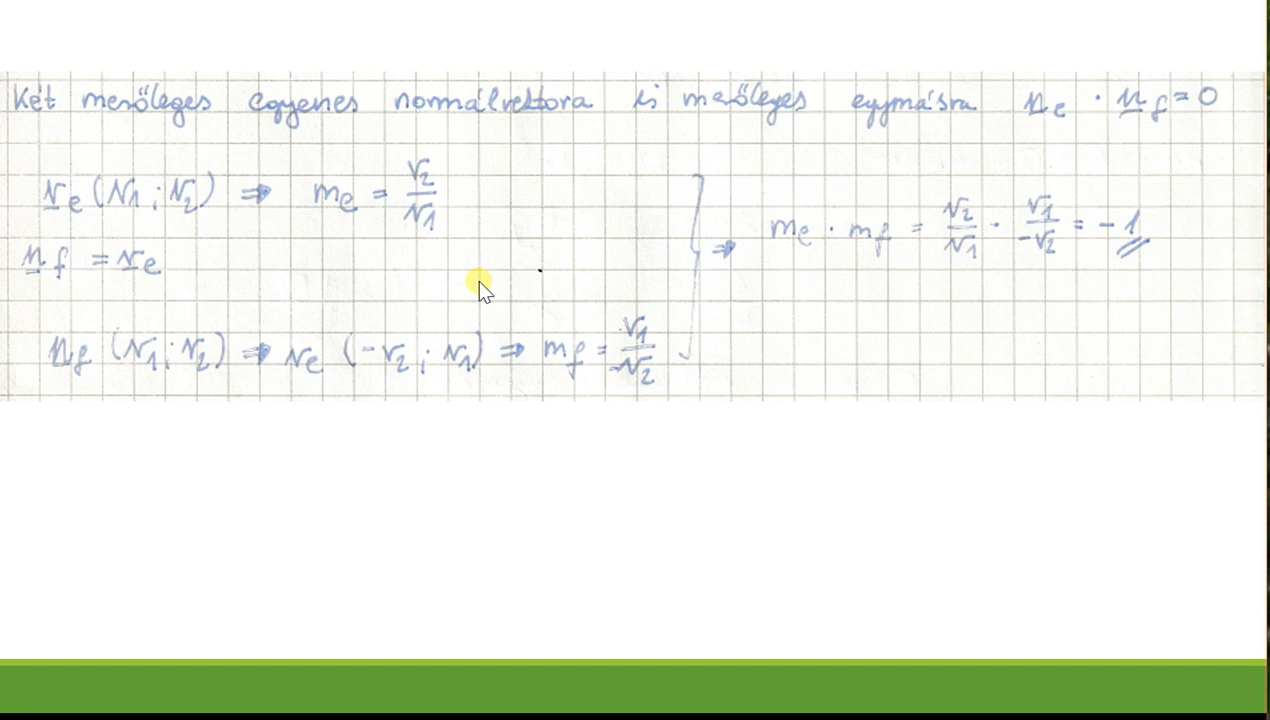 Két merőleges egyenes normálvektora is merőleges egymásra n_e · n_f = 0
v_e (v_1 ; v_2) ⇒ m_e = v_2/v_1
n_f = v_e
n_f (v_1 ; v_2) ⇒ v_e (-v_2 ; v_1) ⇒ m_f = v_1/-v_2
⇒ m_e · m_f = v_2/v_1 · v_1/-v_2 = -1